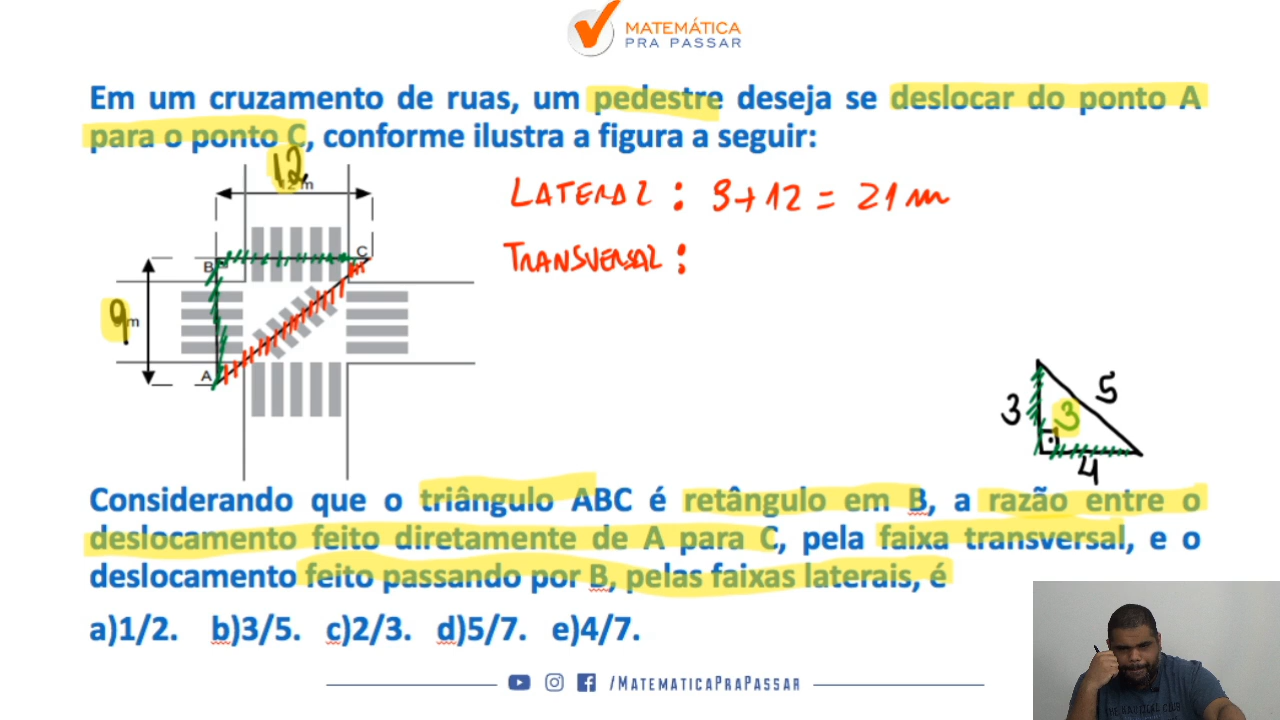 MATEMÁTICA
PRA PASSAR
Em um cruzamento de ruas, um pedestre deseja se deslocar do ponto A
para o ponto C, conforme ilustra a figura a seguir:
12
m
LATERAL : 9+12 = 21 m
TRANSVERSAL :
B
C
9
m
A
3
3
5
4
Considerando que o triângulo ABC é retângulo em B, a razão entre o
deslocamento feito diretamente de A para C, pela faixa transversal, e o
deslocamento feito passando por B, pelas faixas laterais, é
a)1/2. b)3/5. c)2/3. d)5/7. e)4/7.
/MATEMATICAPRAPASSAR